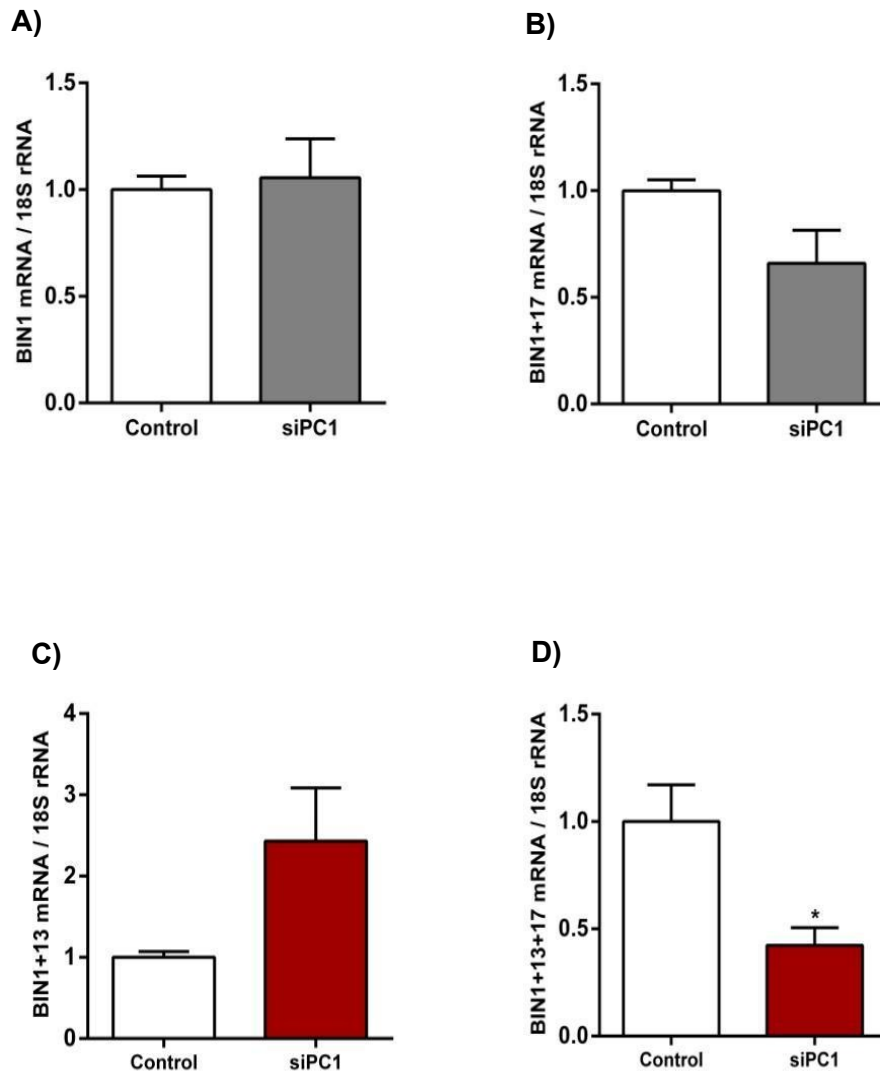 A)
BIN1 mRNA / 18S rRNA
1.5
1.0
0.5
0.0
Control siPC1
B)
BIN1+17 mRNA / 18S rRNA
1.5
1.0
0.5
0.0
Control siPC1
C)
BIN1+13 mRNA / 18S rRNA
4
3
2
1
0
Control siPC1
D)
BIN1+13+17 mRNA / 18S rRNA
1.5
1.0
0.5
0.0
*
Control siPC1